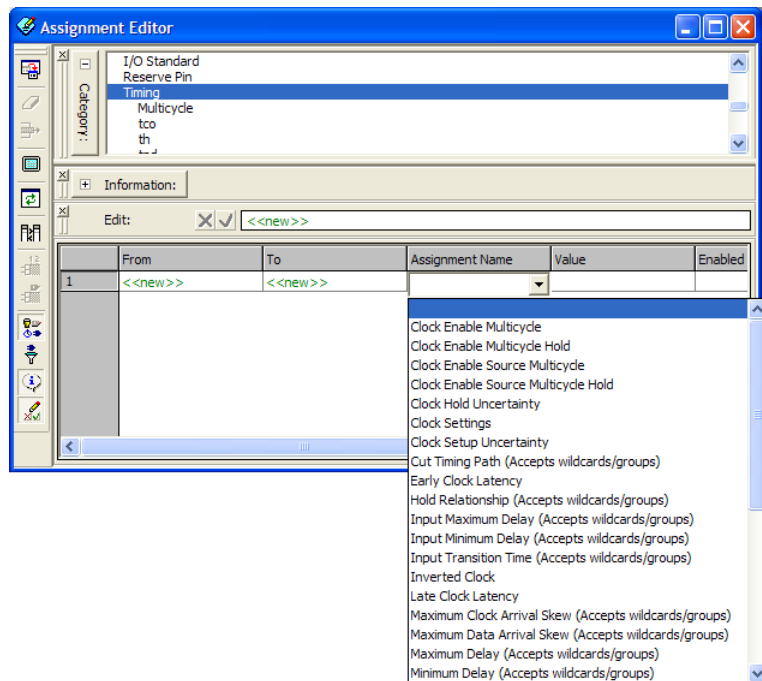 Assignment Editor
Category:
I/O Standard
Reserve Pin
Timing
Multicycle
tco
th
Information:
Edit:
<<new>>
From To Assignment Name Value Enabled
1 <<new>> <<new>>
Clock Enable Multicycle
Clock Enable Multicycle Hold
Clock Enable Source Multicycle
Clock Enable Source Multicycle Hold
Clock Hold Uncertainty
Clock Settings
Clock Setup Uncertainty
Cut Timing Path (Accepts wildcards/groups)
Early Clock Latency
Hold Relationship (Accepts wildcards/groups)
Input Maximum Delay (Accepts wildcards/groups)
Input Minimum Delay (Accepts wildcards/groups)
Input Transition Time (Accepts wildcards/groups)
Inverted Clock
Late Clock Latency
Maximum Clock Arrival Skew (Accepts wildcards/groups)
Maximum Data Arrival Skew (Accepts wildcards/groups)
Maximum Delay (Accepts wildcards/groups)
Minimum Delay (Accepts wildcards/groups)